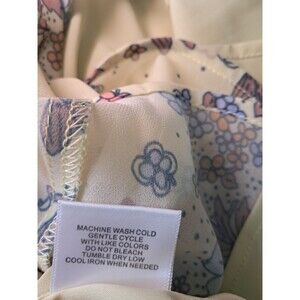 MACHINE WASH COLD
GENTLE CYCLE
WITH LIKE COLORS
DO NOT BLEACH
TUMBLE DRY LOW
COOL IRON WHEN NEEDED